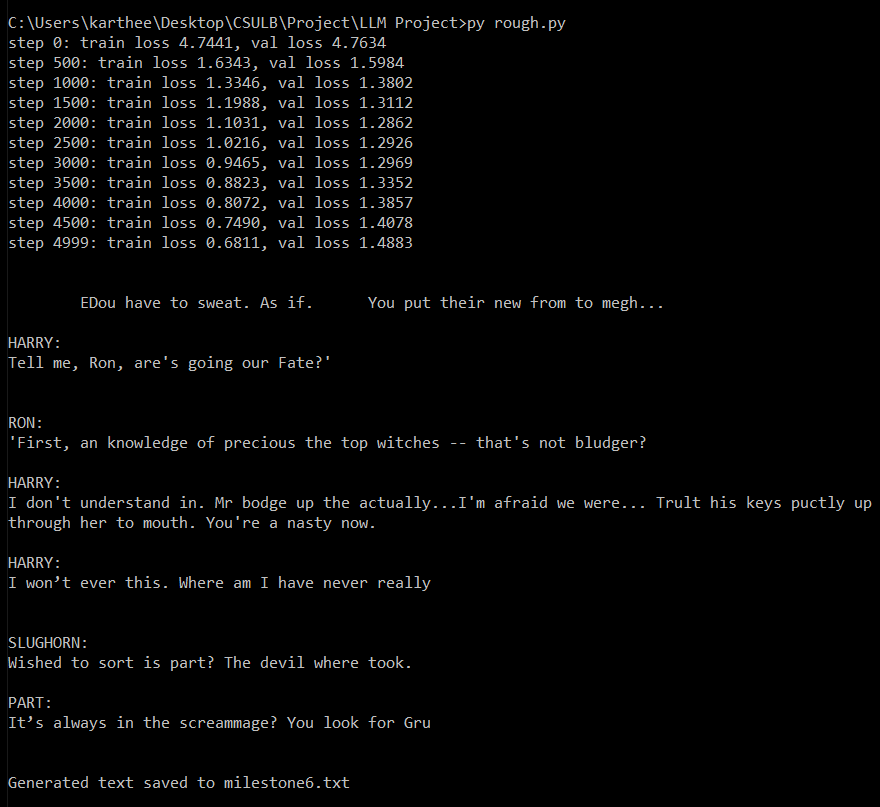 C:\Users\karthee\Desktop\CSULB\Project\LLM Project>py rough.py
step 0: train loss 4.7441, val loss 4.7634
step 500: train loss 1.6343, val loss 1.5984
step 1000: train loss 1.3346, val loss 1.3802
step 1500: train loss 1.1988, val loss 1.3112
step 2000: train loss 1.1031, val loss 1.2862
step 2500: train loss 1.0216, val loss 1.2926
step 3000: train loss 0.9465, val loss 1.2969
step 3500: train loss 0.8823, val loss 1.3352
step 4000: train loss 0.8072, val loss 1.3857
step 4500: train loss 0.7490, val loss 1.4078
step 4999: train loss 0.6811, val loss 1.4883
EDou have to sweat. As if.      You put their new from to megh...
HARRY:
Tell me, Ron, are's going our Fate?'
RON:
'First, an knowledge of precious the top witches -- that's not bludger?
HARRY:
I don't understand in. Mr bodge up the actually...I'm afraid we were... Trult his keys puctly up
through her to mouth. You're a nasty now.
HARRY:
I won’t ever this. Where am I have never really
SLUGHORN:
Wished to sort is part? The devil where took.
PART:
It’s always in the screammage? You look for Gru
Generated text saved to milestone6.txt